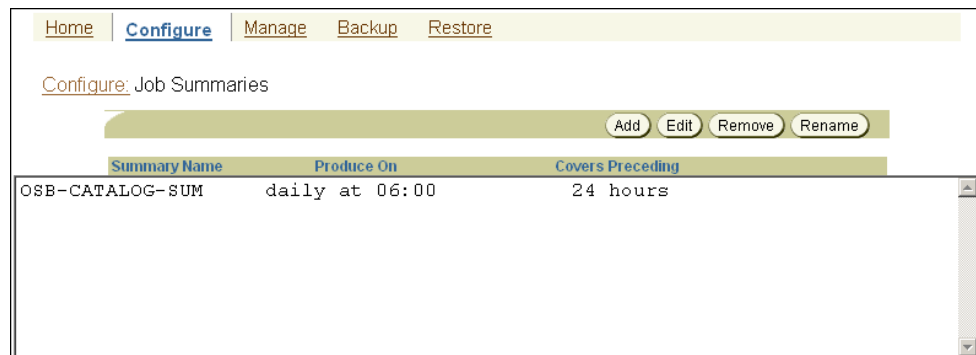 Home Configure Manage Backup Restore
Configure: Job Summaries
Add Edit Remove Rename
Summary Name Produce On Covers Preceding
OSB-CATALOG-SUM daily at 06:00 24 hours